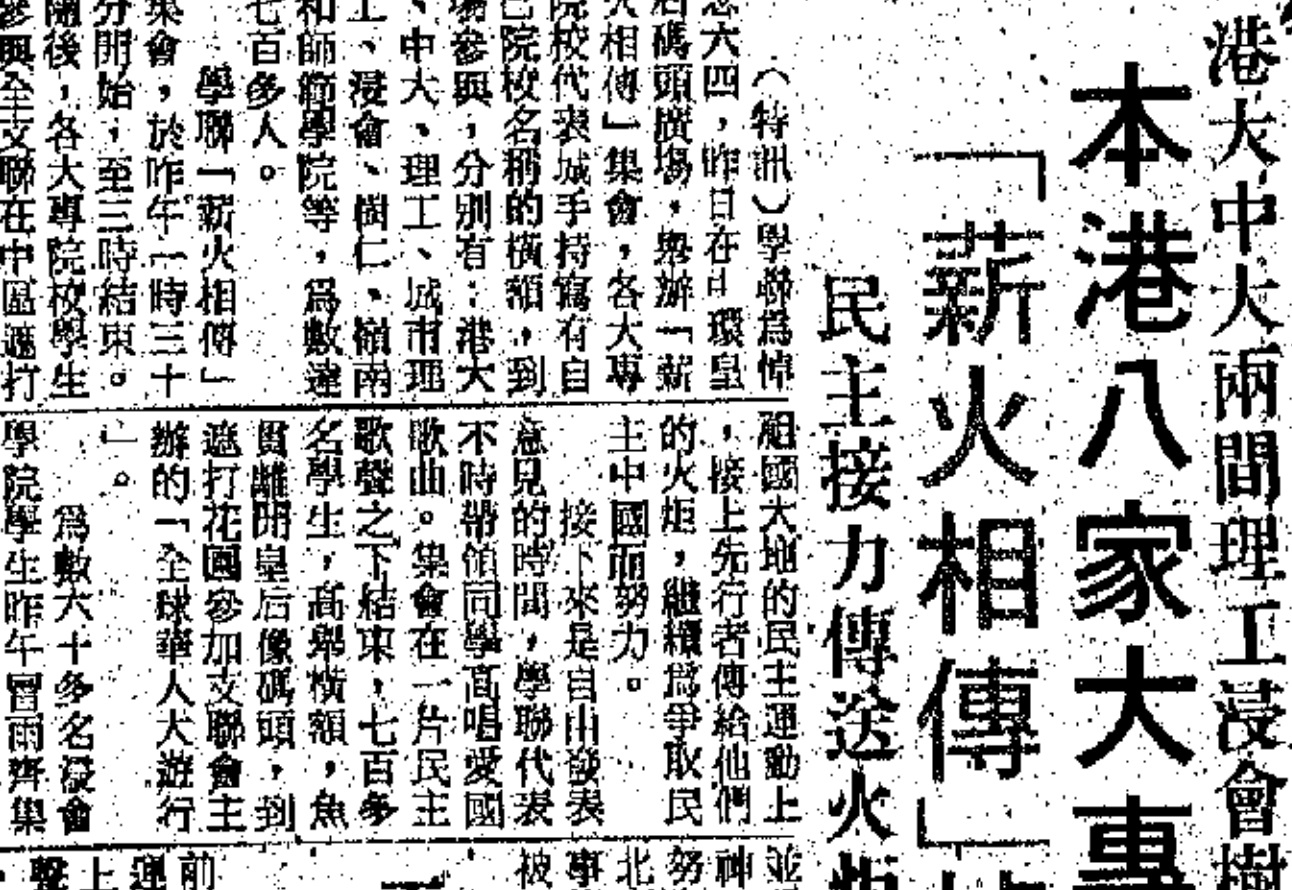 港大中大兩間理工浸會樹
本港八家大專
「薪火相傳」
民主接力傳送火炬
（特訊）學聯爲悼
念六四，昨日在中環皇
后碼頭廣場，舉辦「薪
火相傳」集會，各大專
院校代表城手持寫有自
己院校名稱的橫額，到
場參與，分別有：港大
、中大、理工、城市理
工、浸會、樹仁、嶺南
和師範學院等，爲數達
七百多人。
學聯「薪火相傳」
集會，於昨午一時三十
分開始，至三時結束。
開後，各大專院校學生
參與全支聯在中區遮打
祖國大地的民主運動上
，接上先行者傳給他們
的火炬，繼續爲爭取民
主中國而努力。
接下來是自由發表
意見的時間，學聯代表
不時帶領同學高唱愛國
歌曲。集會在一片民主
歌聲之下結束，七百多
名學生，高舉橫額，魚
貫離開皇后像碼頭，到
遮打花園參加支聯會主
辦的「全球華人大遊行
」。
爲數六十多名浸會
學院學生昨午冒雨齊集
並
神
努
北
學
被
前
運
上
聲